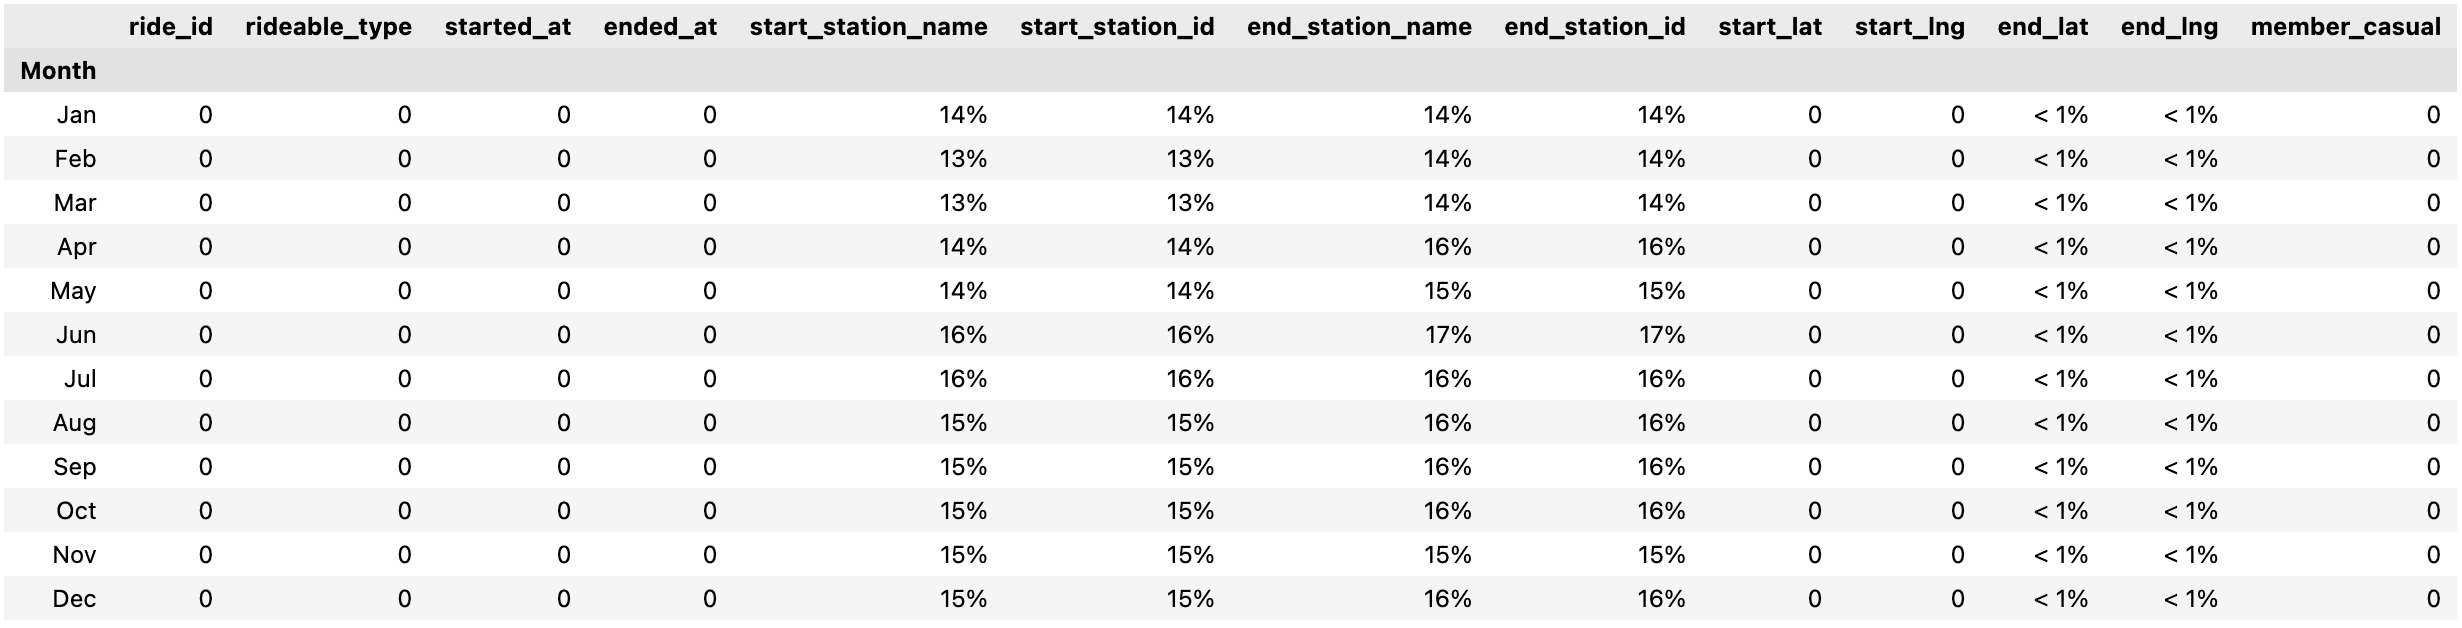 ride_id rideable_type started_at ended_at start_station_name start_station_id end_station_name end_station_id start_lat start_lng end_lat end_lng member_casual
Month
Jan 0 0 0 0 14% 14% 14% 14% 0 0 < 1% < 1% 0
Feb 0 0 0 0 13% 13% 14% 14% 0 0 < 1% < 1% 0
Mar 0 0 0 0 13% 13% 14% 14% 0 0 < 1% < 1% 0
Apr 0 0 0 0 14% 14% 16% 16% 0 0 < 1% < 1% 0
May 0 0 0 0 14% 14% 15% 15% 0 0 < 1% < 1% 0
Jun 0 0 0 0 16% 16% 17% 17% 0 0 < 1% < 1% 0
Jul 0 0 0 0 16% 16% 16% 16% 0 0 < 1% < 1% 0
Aug 0 0 0 0 15% 15% 16% 16% 0 0 < 1% < 1% 0
Sep 0 0 0 0 15% 15% 16% 16% 0 0 < 1% < 1% 0
Oct 0 0 0 0 15% 15% 16% 16% 0 0 < 1% < 1% 0
Nov 0 0 0 0 15% 15% 15% 15% 0 0 < 1% < 1% 0
Dec 0 0 0 0 15% 15% 16% 16% 0 0 < 1% < 1% 0